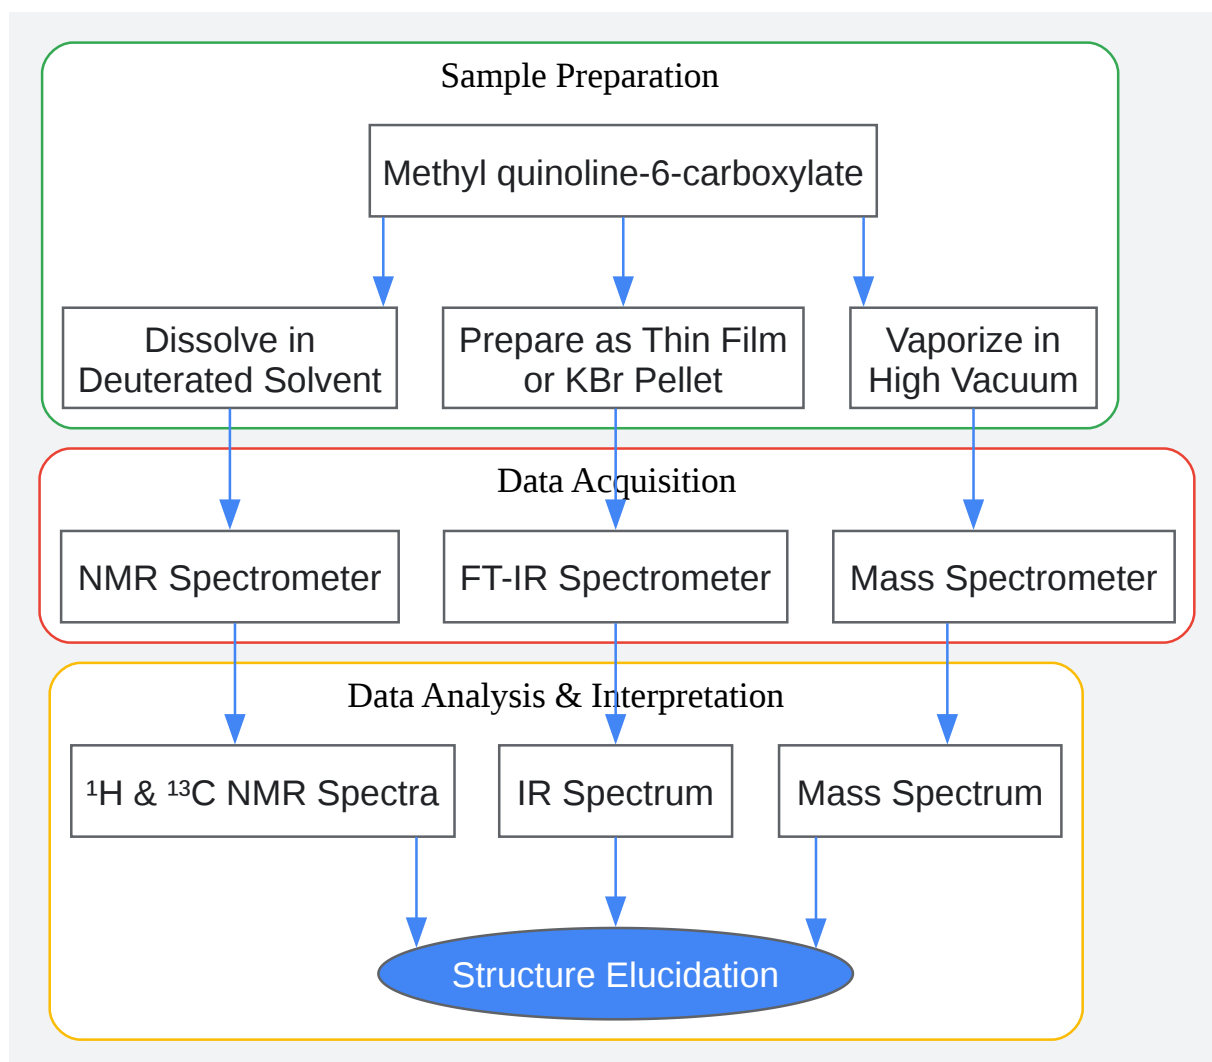 Sample Preparation
Methyl quinoline-6-carboxylate
Dissolve in
Deuterated Solvent
Prepare as Thin Film
or KBr Pellet
Vaporize in
High Vacuum
Data Acquisition
NMR Spectrometer
FT-IR Spectrometer
Mass Spectrometer
Data Analysis & Interpretation
¹H & ¹³C NMR Spectra
IR Spectrum
Mass Spectrum
Structure Elucidation